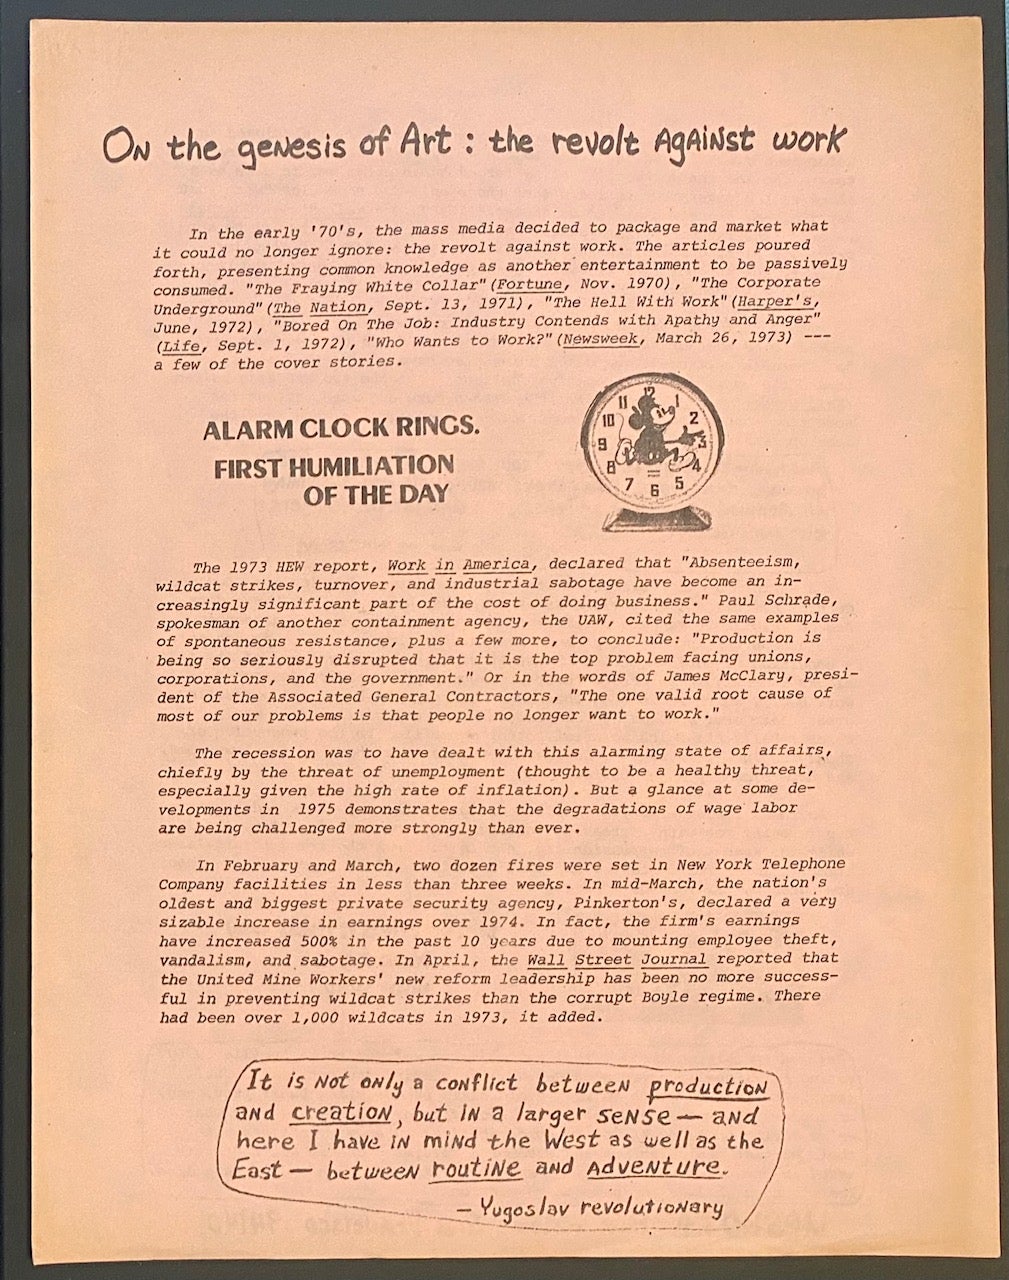 On the genesis of Art : the revolt AgAiNst work
In the early '70's, the mass media decided to package and market what
it could no longer ignore: the revolt against work. The articles poured
forth, presenting common knowledge as another entertainment to be passively
consumed. "The Fraying White Collar"(Fortune, Nov. 1970), "The Corporate
Underground"(The Nation, Sept. 13, 1971), "The Hell With Work"(Harper's,
June, 1972), "Bored On The Job: Industry Contends with Apathy and Anger"
(Life, Sept. 1, 1972), "Who Wants to Work?"(Newsweek, March 26, 1973) ---
a few of the cover stories.
ALARM CLOCK RINGS.
FIRST HUMILIATION
OF THE DAY
12
11 1
10 2
9 3
8 4
7 5
6
The 1973 HEW report, Work in America, declared that "Absenteeism,
wildcat strikes, turnover, and industrial sabotage have become an in-
creasingly significant part of the cost of doing business." Paul Schrade,
spokesman of another containment agency, the UAW, cited the same examples
of spontaneous resistance, plus a few more, to conclude: "Production is
being so seriously disrupted that it is the top problem facing unions,
corporations, and the government." Or in the words of James McClary, presi-
dent of the Associated General Contractors, "The one valid root cause of
most of our problems is that people no longer want to work."
The recession was to have dealt with this alarming state of affairs,
chiefly by the threat of unemployment (thought to be a healthy threat,
especially given the high rate of inflation). But a glance at some de-
velopments in 1975 demonstrates that the degradations of wage labor
are being challenged more strongly than ever.
In February and March, two dozen fires were set in New York Telephone
Company facilities in less than three weeks. In mid-March, the nation's
oldest and biggest private security agency, Pinkerton's, declared a very
sizable increase in earnings over 1974. In fact, the firm's earnings
have increased 500% in the past 10 years due to mounting employee theft,
vandalism, and sabotage. In April, the Wall Street Journal reported that
the United Mine Workers' new reform leadership has been no more success-
ful in preventing wildcat strikes than the corrupt Boyle regime. There
had been over 1,000 wildcats in 1973, it added.
It is not only a conflict between production
and creation, but in a larger sense — and
here I have in mind the West as well as the
East — between routine and adventure.
— Yugoslav revolutionary